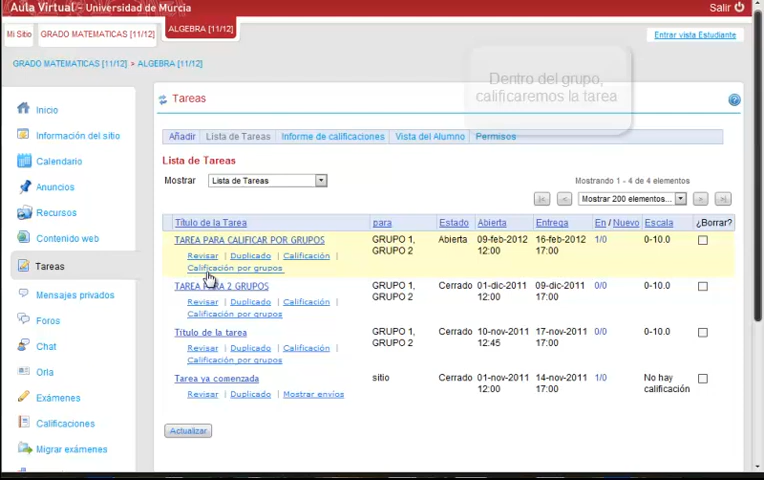 Aula Virtual - Universidad de Murcia
Salir
Mi Sitio
GRADO MATEMATICAS [11/12]
ALGEBRA [11/12]
Entrar vista Estudiante
GRADO MATEMATICAS [11/12] > ALGEBRA [11/12]
Dentro del grupo,
calificaremos la tarea
Inicio
Información del sitio
Calendario
Anuncios
Recursos
Contenido web
Tareas
Mensajes privados
Foros
Chat
Orla
Exámenes
Calificaciones
Migrar exámenes
Tareas
Añadir | Lista de Tareas | Informe de calificaciones | Vista del Alumno | Permisos
Lista de Tareas
Mostrar Lista de Tareas
Mostrando 1 - 4 de 4 elementos
|< < Mostrar 200 elementos... > >|
Título de la Tarea para Estado Abierta Entrega En / Nuevo Escala ¿Borrar?
TAREA PARA CALIFICAR POR GRUPOS GRUPO 1, Abierta 09-feb-2012 16-feb-2012 1/0 0-10.0
Revisar | Duplicado | Calificación GRUPO 2 12:00 17:00
Calificación por grupos
TAREA PARA 2 GRUPOS GRUPO 1, Cerrado 01-dic-2011 09-dic-2011 0/0 0-10.0
Revisar | Duplicado | Calificación GRUPO 2 12:00 17:00
Calificación por grupos
Título de la tarea GRUPO 1, Cerrado 10-nov-2011 17-nov-2011 0/0 0-10.0
Revisar | Duplicado | Calificación GRUPO 2 12:45 17:00
Calificación por grupos
Tarea ya comenzada sitio Cerrado 01-nov-2011 14-nov-2011 1/0 No hay
Revisar | Duplicado | Mostrar envíos 12:00 17:00 calificación
Actualizar